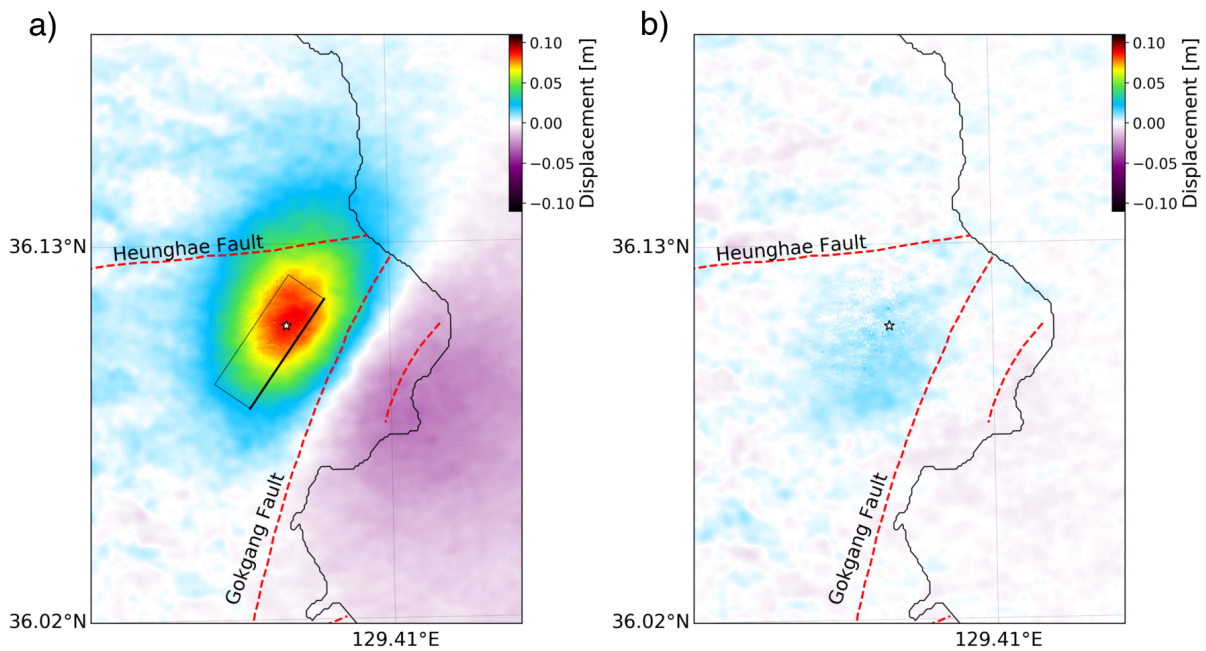 a)
0.10
0.05
0.00
−0.05
−0.10
Displacement [m]
36.13°N
Heunghae Fault
Gokgang Fault
36.02°N
129.41°E
b)
0.10
0.05
0.00
−0.05
−0.10
Displacement [m]
36.13°N
Heunghae Fault
Gokgang Fault
36.02°N
129.41°E